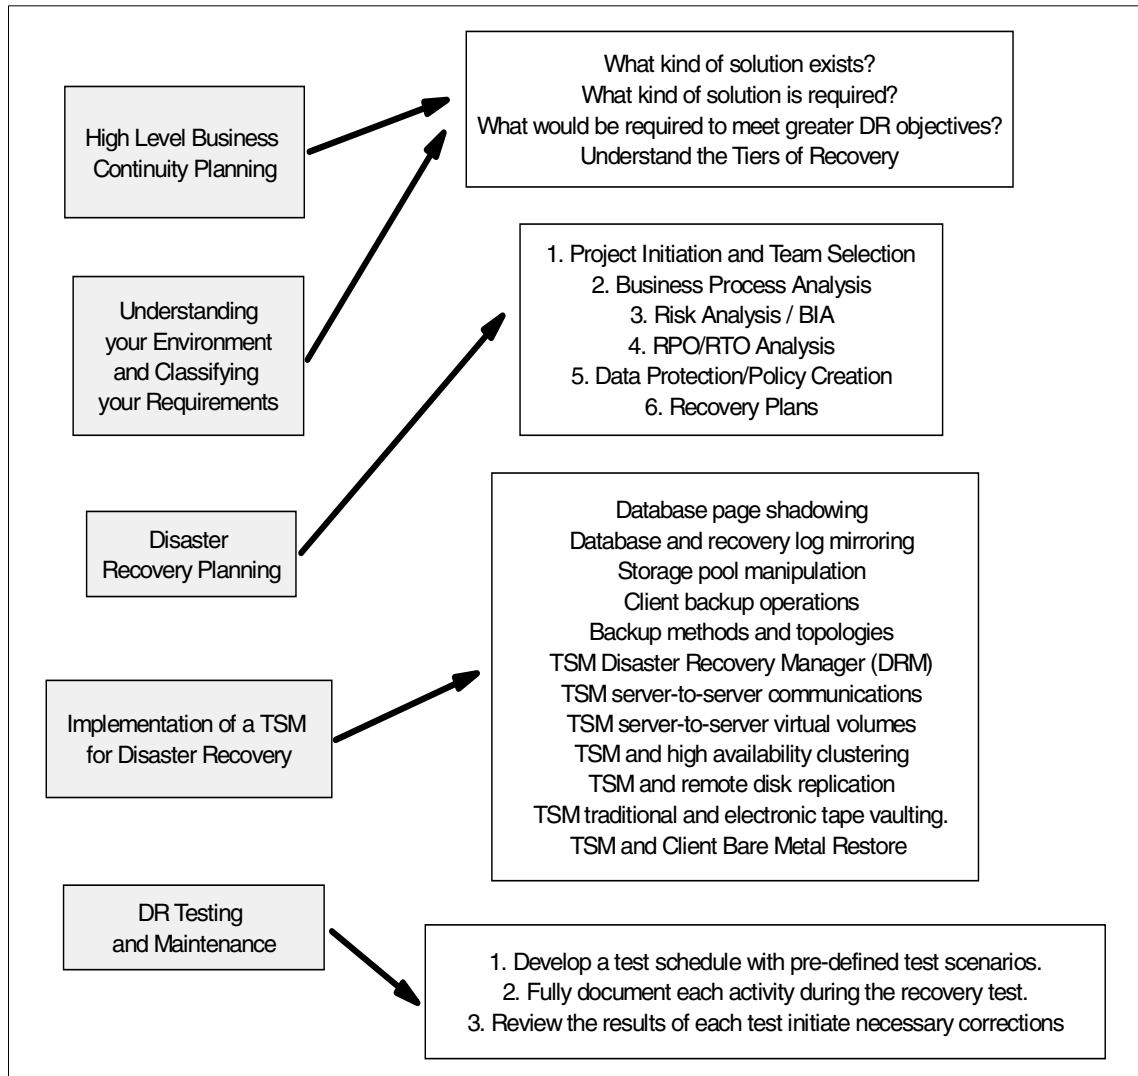 High Level Business
Continuity Planning
What kind of solution exists?
What kind of solution is required?
What would be required to meet greater DR objectives?
Understand the Tiers of Recovery
Understanding
your Environment
and Classifying
your Requirements
1. Project Initiation and Team Selection
2. Business Process Analysis
3. Risk Analysis / BIA
4. RPO/RTO Analysis
5. Data Protection/Policy Creation
6. Recovery Plans
Disaster
Recovery Planning
Database page shadowing
Database and recovery log mirroring
Storage pool manipulation
Client backup operations
Backup methods and topologies
TSM Disaster Recovery Manager (DRM)
TSM server-to-server communications
TSM server-to-server virtual volumes
TSM and high availability clustering
TSM and remote disk replication
TSM traditional and electronic tape vaulting.
TSM and Client Bare Metal Restore
Implementation of a TSM
for Disaster Recovery
DR Testing
and Maintenance
1. Develop a test schedule with pre-defined test scenarios.
2. Fully document each activity during the recovery test.
3. Review the results of each test initiate necessary corrections